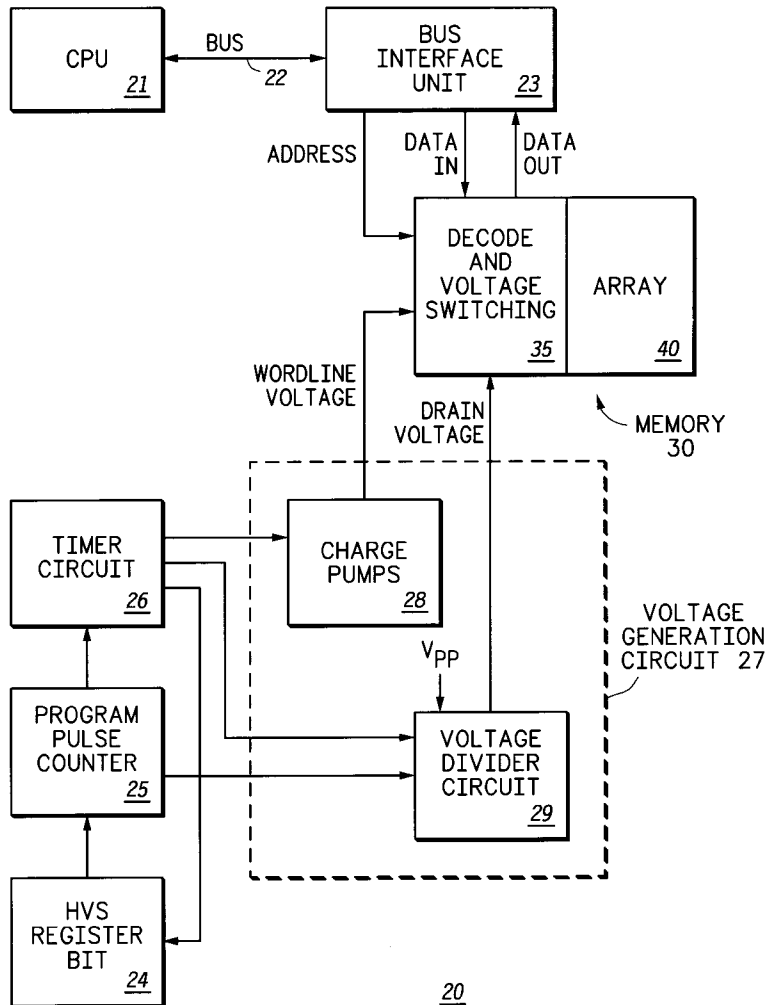 CPU
21
BUS
22
BUS
INTERFACE
UNIT
23
ADDRESS
DATA
IN
DATA
OUT
DECODE
AND
VOLTAGE
SWITCHING
35
ARRAY
40
WORDLINE
VOLTAGE
DRAIN
VOLTAGE
MEMORY
30
TIMER
CIRCUIT
26
CHARGE
PUMPS
28
VOLTAGE
GENERATION
CIRCUIT 27
VPP
PROGRAM
PULSE
COUNTER
25
VOLTAGE
DIVIDER
CIRCUIT
29
HVS
REGISTER
BIT
24
20